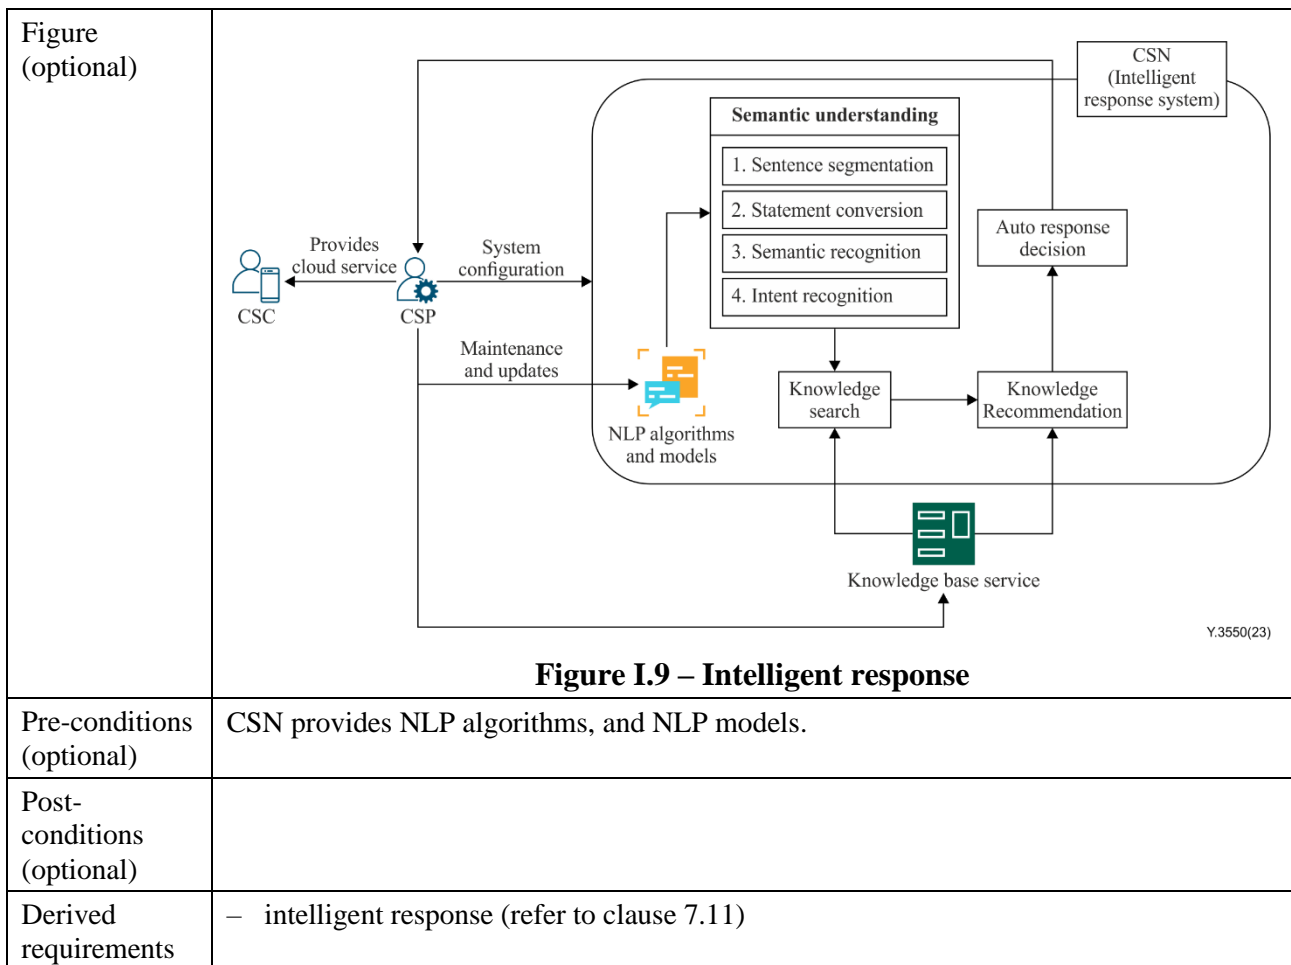 Figure
(optional)
CSN
(Intelligent
response system)
Semantic understanding
1. Sentence segmentation
2. Statement conversion
3. Semantic recognition
4. Intent recognition
Auto response
decision
Provides
cloud service
System
configuration
CSC
CSP
Maintenance
and updates
NLP algorithms
and models
Knowledge
search
Knowledge
Recommendation
Knowledge base service
Y.3550(23)
Figure I.9 – Intelligent response
Pre-conditions
(optional)
CSN provides NLP algorithms, and NLP models.
Post-
conditions
(optional)
Derived
requirements
– intelligent response (refer to clause 7.11)